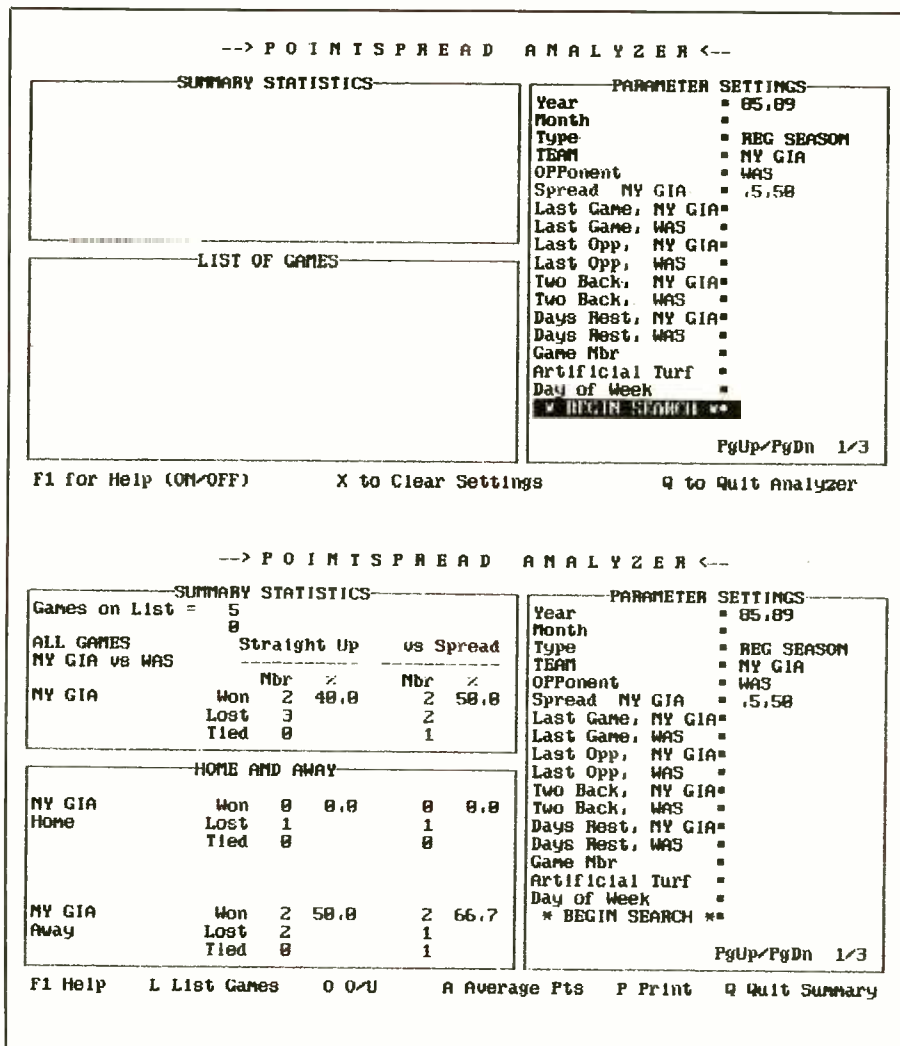 --> P O I N T S P R E A D   A N A L Y Z E R <--
SUMMARY STATISTICS
PARAMETER SETTINGS
Year = 85,89
Month =
Type = REG SEASON
TEAM = NY GIA
OPPonent = WAS
Spread NY GIA = .5,50
Last Game, NY GIA=
Last Game, WAS =
Last Opp, NY GIA=
Last Opp, WAS =
Two Back, NY GIA=
Two Back, WAS =
Days Rest, NY GIA=
Days Rest, WAS =
Game Nbr =
Artificial Turf =
Day of Week =
* BEGIN SEARCH *=
PgUp/PgDn 1/3
LIST OF GAMES
F1 for Help (ON/OFF) X to Clear Settings Q to Quit Analyzer
--> P O I N T S P R E A D   A N A L Y Z E R <--
SUMMARY STATISTICS
Games on List = 5
0
ALL GAMES Straight Up vs Spread
NY GIA vs WAS ------------ ------------
Nbr % Nbr %
NY GIA Won 2 40.0 2 50.0
Lost 3 2
Tied 0 1
HOME AND AWAY
NY GIA Won 0 0.0 0 0.0
Home Lost 1 1
Tied 0 0
NY GIA Won 2 50.0 2 66.7
Away Lost 2 1
Tied 0 1
PARAMETER SETTINGS
Year = 85,89
Month =
Type = REG SEASON
TEAM = NY GIA
OPPonent = WAS
Spread NY GIA = .5,50
Last Game, NY GIA=
Last Game, WAS =
Last Opp, NY GIA=
Last Opp, WAS =
Two Back, NY GIA=
Two Back, WAS =
Days Rest, NY GIA=
Days Rest, WAS =
Game Nbr =
Artificial Turf =
Day of Week =
* BEGIN SEARCH *=
PgUp/PgDn 1/3
F1 Help L List Games O O/U A Average Pts P Print Q Quit Summary